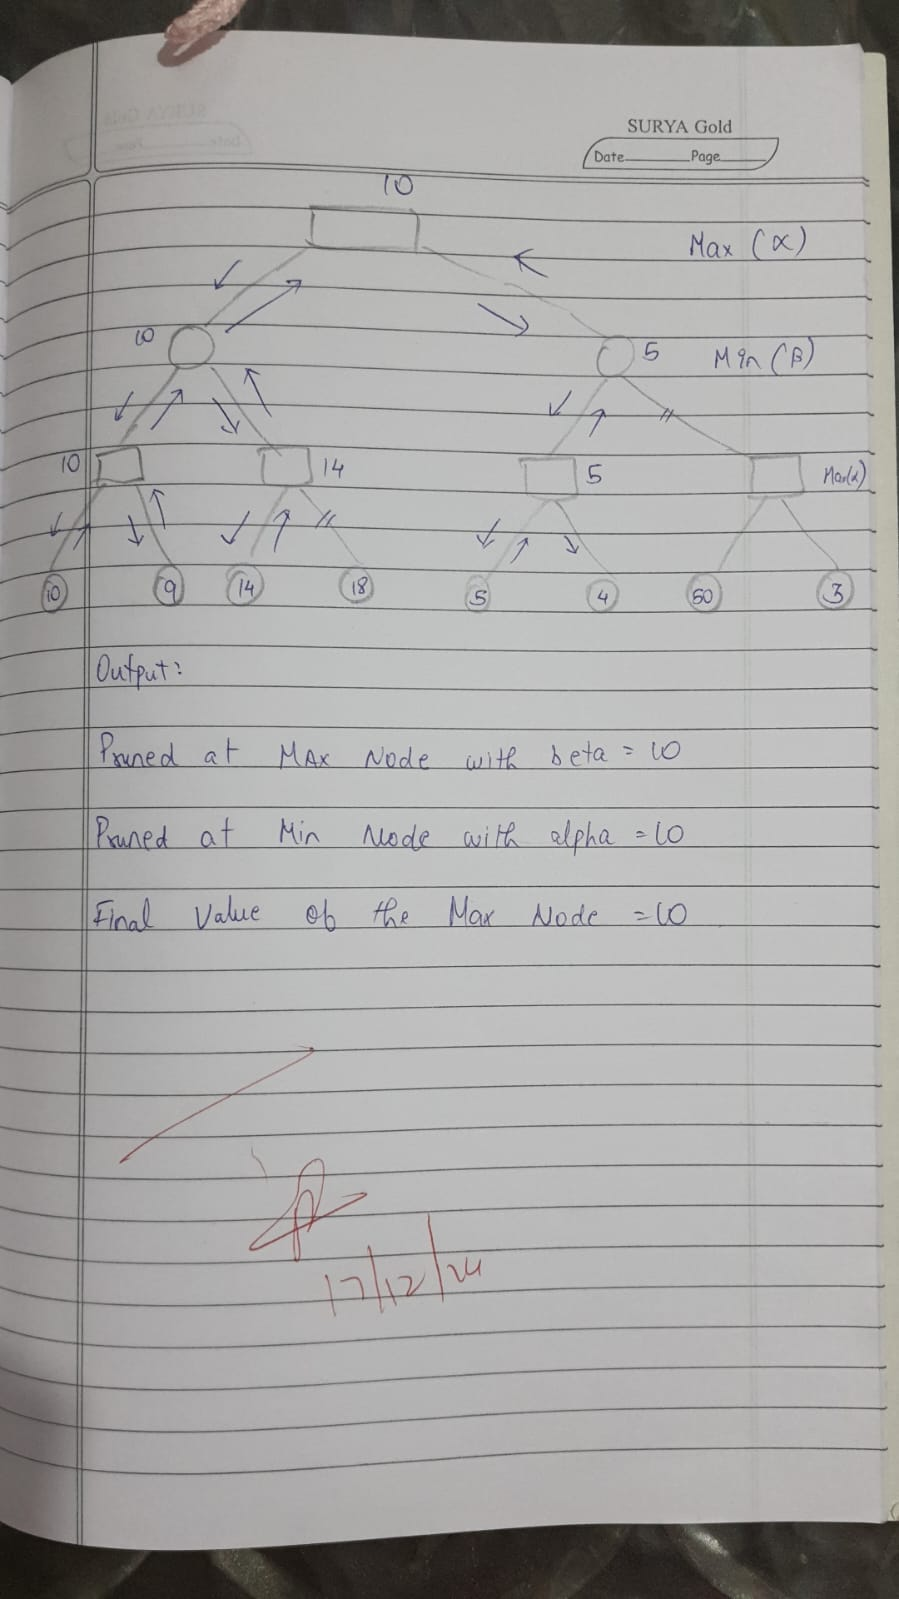 SURYA Gold
Date Page
10
Max (α)
10
5 Min (β)
10 14 5 Max(α)
10 9 14 18 5 4 50 3
Output:
Pruned at MAX Node with beta = 10
Pruned at Min Node with alpha = 10
Final Value of the Max Node = 10
17/12/24